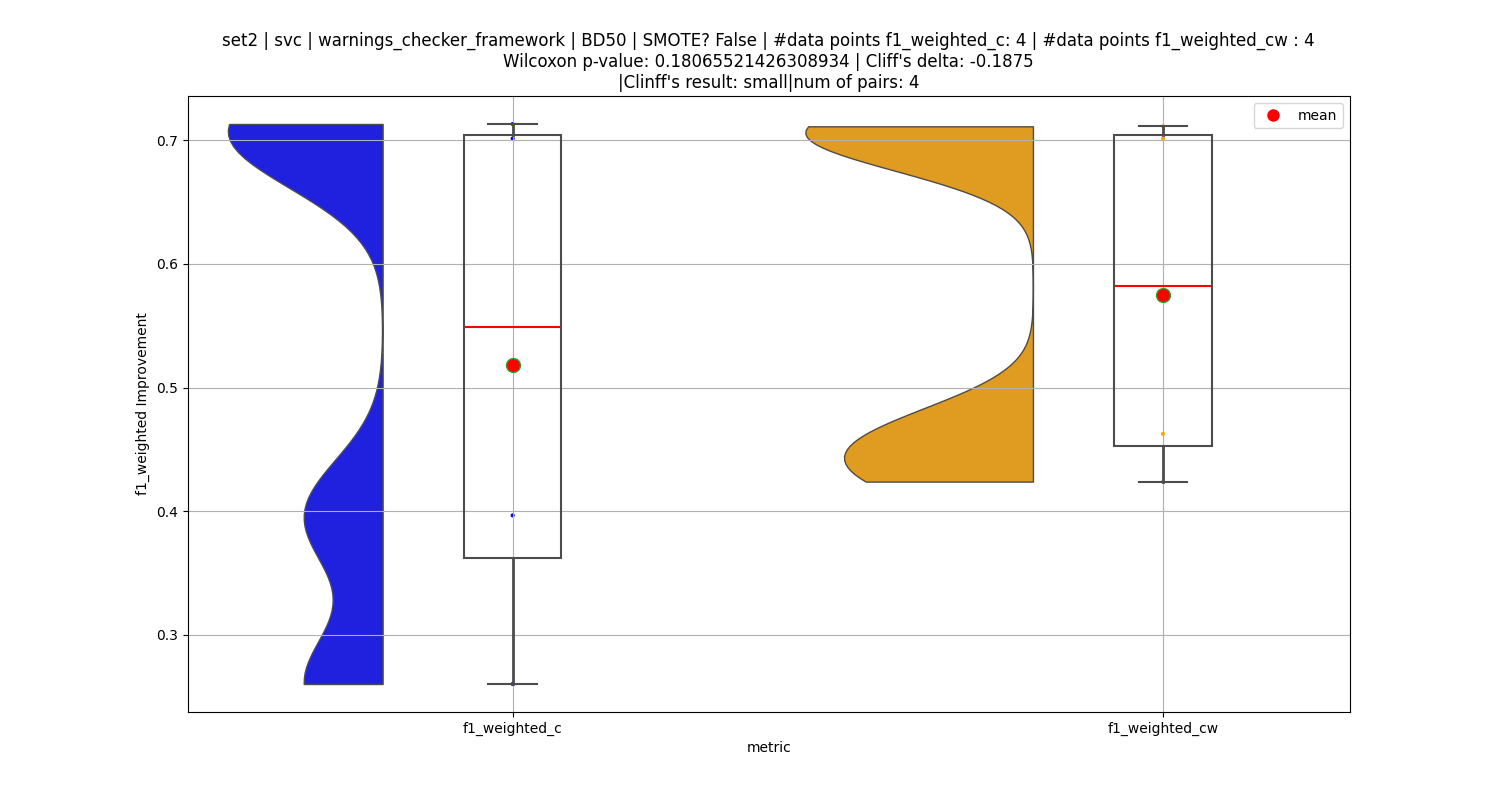 set2 | svc | warnings_checker_framework | BD50 | SMOTE? False | #data points f1_weighted_c: 4 | #data points f1_weighted_cw : 4
Wilcoxon p-value: 0.18065521426308934 | Cliff's delta: -0.1875
|Clinff's result: small|num of pairs: 4
mean
0.7
0.6
0.5
0.4
0.3
f1_weighted Improvement
f1_weighted_c
f1_weighted_cw
metric